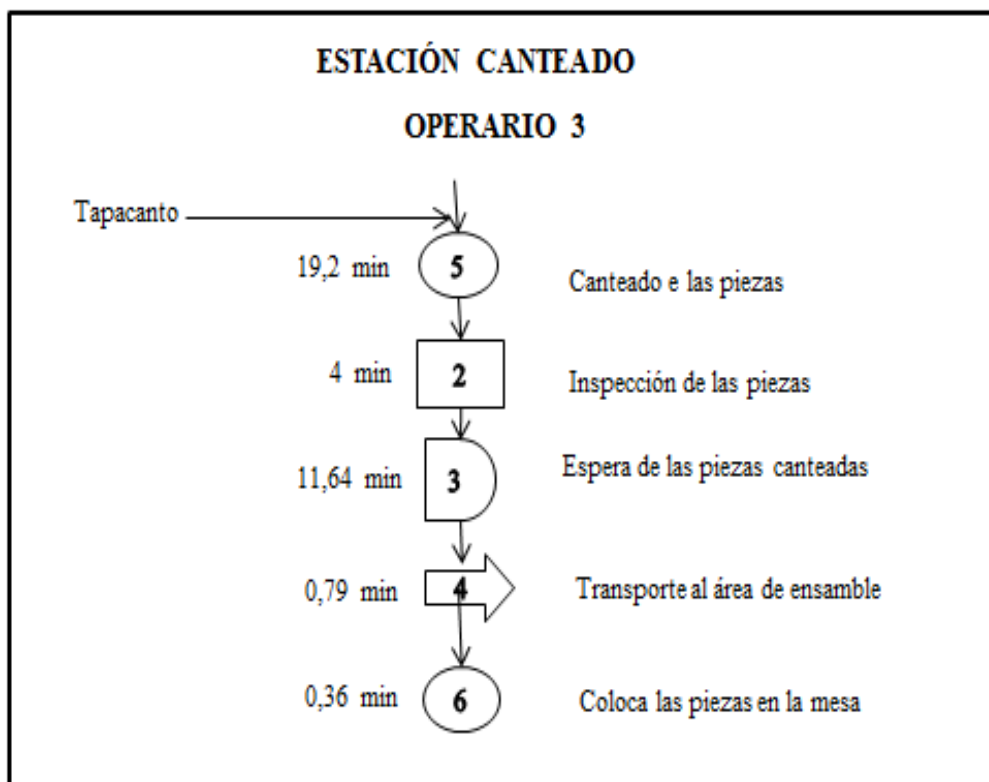 ESTACIÓN CANTEADO
OPERARIO 3
Tapacanto
19,2 min 5 Canteado e las piezas
4 min 2 Inspección de las piezas
11,64 min 3 Espera de las piezas canteadas
0,79 min 4 Transporte al área de ensamble
0,36 min 6 Coloca las piezas en la mesa